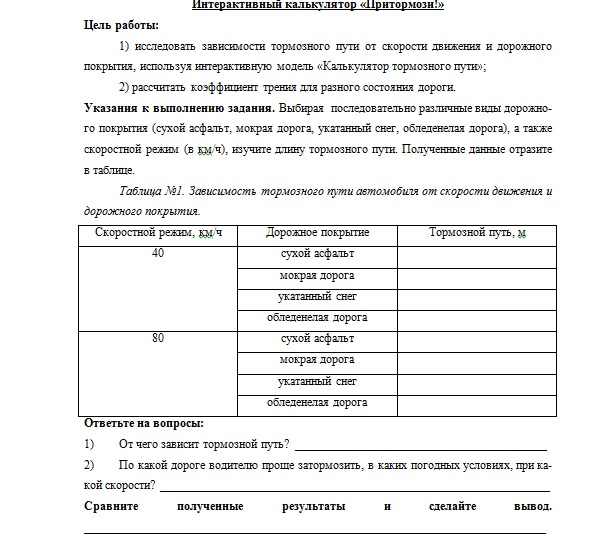 Интерактивный калькулятор «Притормози!»
Цель работы:
1) исследовать зависимости тормозного пути от скорости движения и дорожного
покрытия, используя интерактивную модель «Калькулятор тормозного пути»;
2) рассчитать коэффициент трения для разного состояния дороги.
Указания к выполнению задания. Выбирая последовательно различные виды дорожно-
го покрытия (сухой асфальт, мокрая дорога, укатанный снег, обледенелая дорога), а также
скоростной режим (в км/ч), изучите длину тормозного пути. Полученные данные отразите
в таблице.
Таблица №1. Зависимость тормозного пути автомобиля от скорости движения и
дорожного покрытия.
Скоростной режим, км/ч Дорожное покрытие Тормозной путь, м
40 сухой асфальт
мокрая дорога
укатанный снег
обледенелая дорога
80 сухой асфальт
мокрая дорога
укатанный снег
обледенелая дорога
Ответьте на вопросы:
1) От чего зависит тормозной путь?
2) По какой дороге водителю проще затормозить, в каких погодных условиях, при ка-
кой скорости?
Сравните полученные результаты и сделайте вывод.